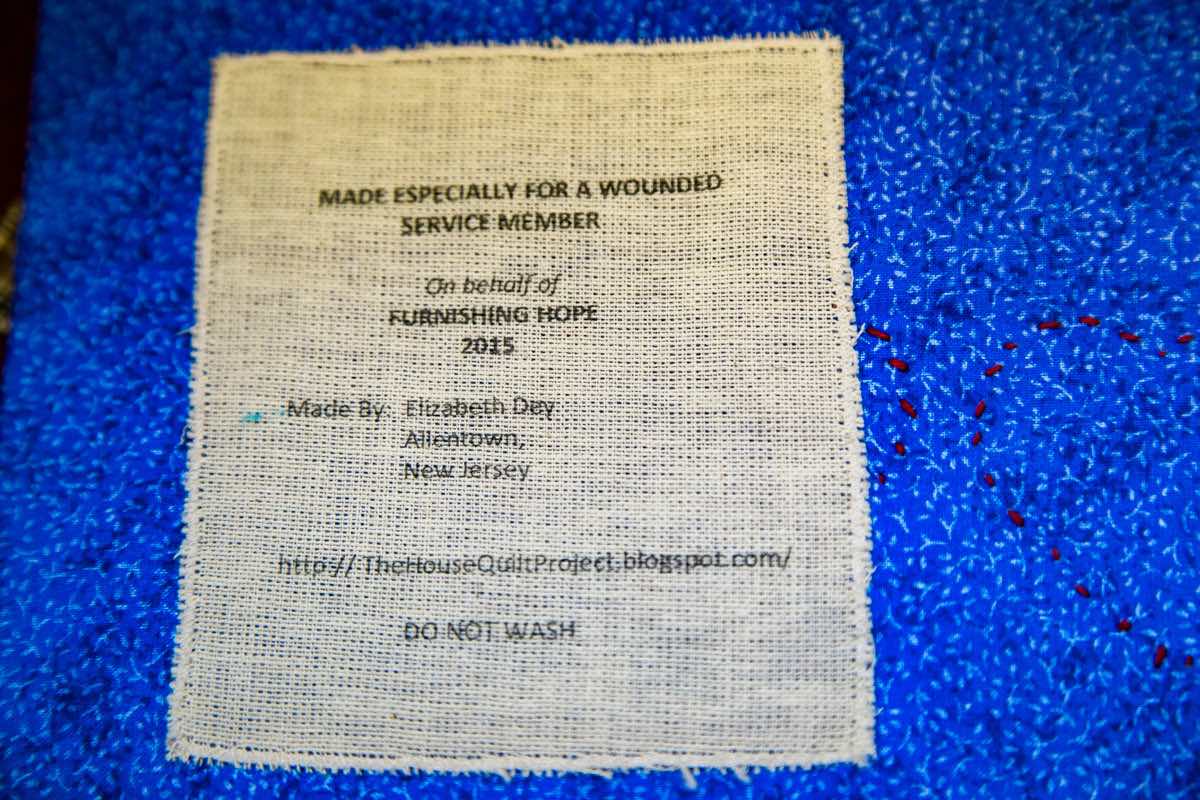 MADE ESPECIALLY FOR A WOUNDED
SERVICE MEMBER
On behalf of
FURNISHING HOPE
2015
Made By: Elizabeth Dey
Allentown,
New Jersey
http:// TheHouseQuiltProject.blogspot.com/
DO NOT WASH